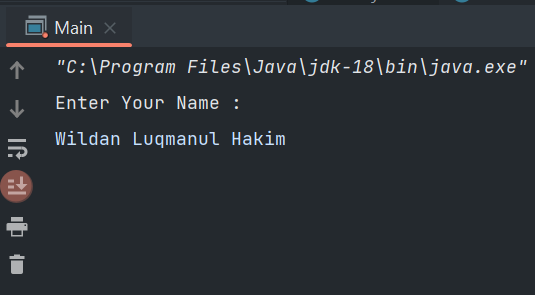 Main
"C:\Program Files\Java\jdk-18\bin\java.exe"
Enter Your Name :
Wildan Luqmanul Hakim